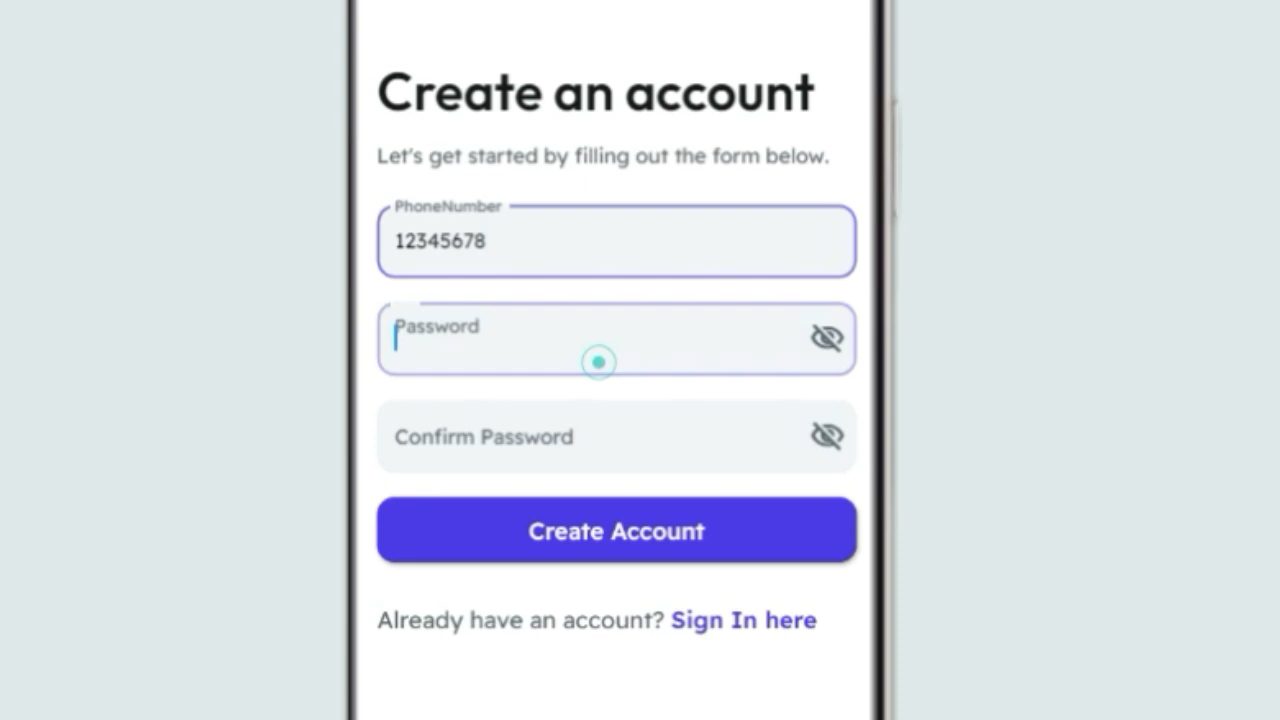 Create an account
Let's get started by filling out the form below.
PhoneNumber
12345678
Password
Confirm Password
Create Account
Already have an account? Sign In here